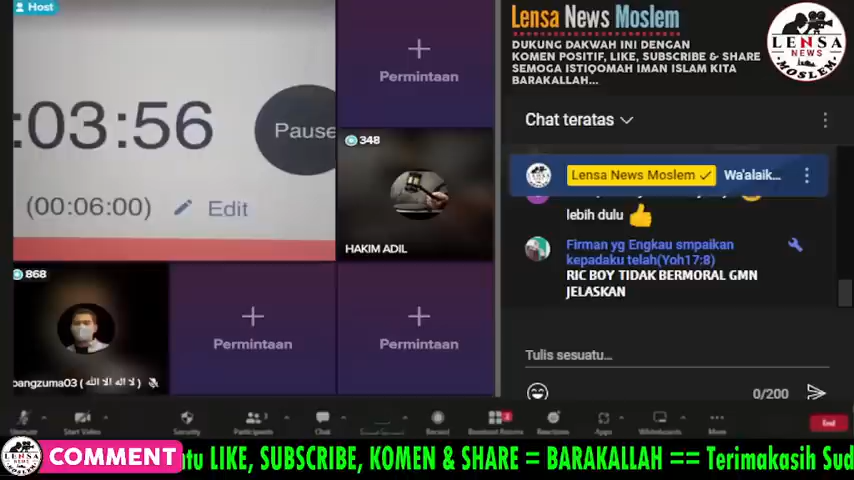 Host
:03:56
Pause
(00:06:00)
Edit
Permintaan
348
HAKIM ADIL
868
bangzuma03 ( لا اله الا الله )
Permintaan
Permintaan
Lensa News Moslem
DUKUNG DAKWAH INI DENGAN
KOMEN POSITIF, LIKE, SUBSCRIBE & SHARE
SEMOGA ISTIQOMAH IMAN ISLAM KITA
BARAKALLAH...
LENSA
NEWS
MOSLEM
Chat teratas
Lensa News Moslem ✓ Wa'alaik...
lebih dulu 👍
Firman yg Engkau smpaikan
kepadaku telah(Yoh17:8)
RIC BOY TIDAK BERMORAL GMN
JELASKAN
Tulis sesuatu...
0/200
Start Video
Security
Participants
Chat
Record
Breakout Rooms
Reactions
Apps
Whiteboards
More
End
COMMENT
ntu LIKE, SUBSCRIBE, KOMEN & SHARE = BARAKALLAH == Terimakasih Sud